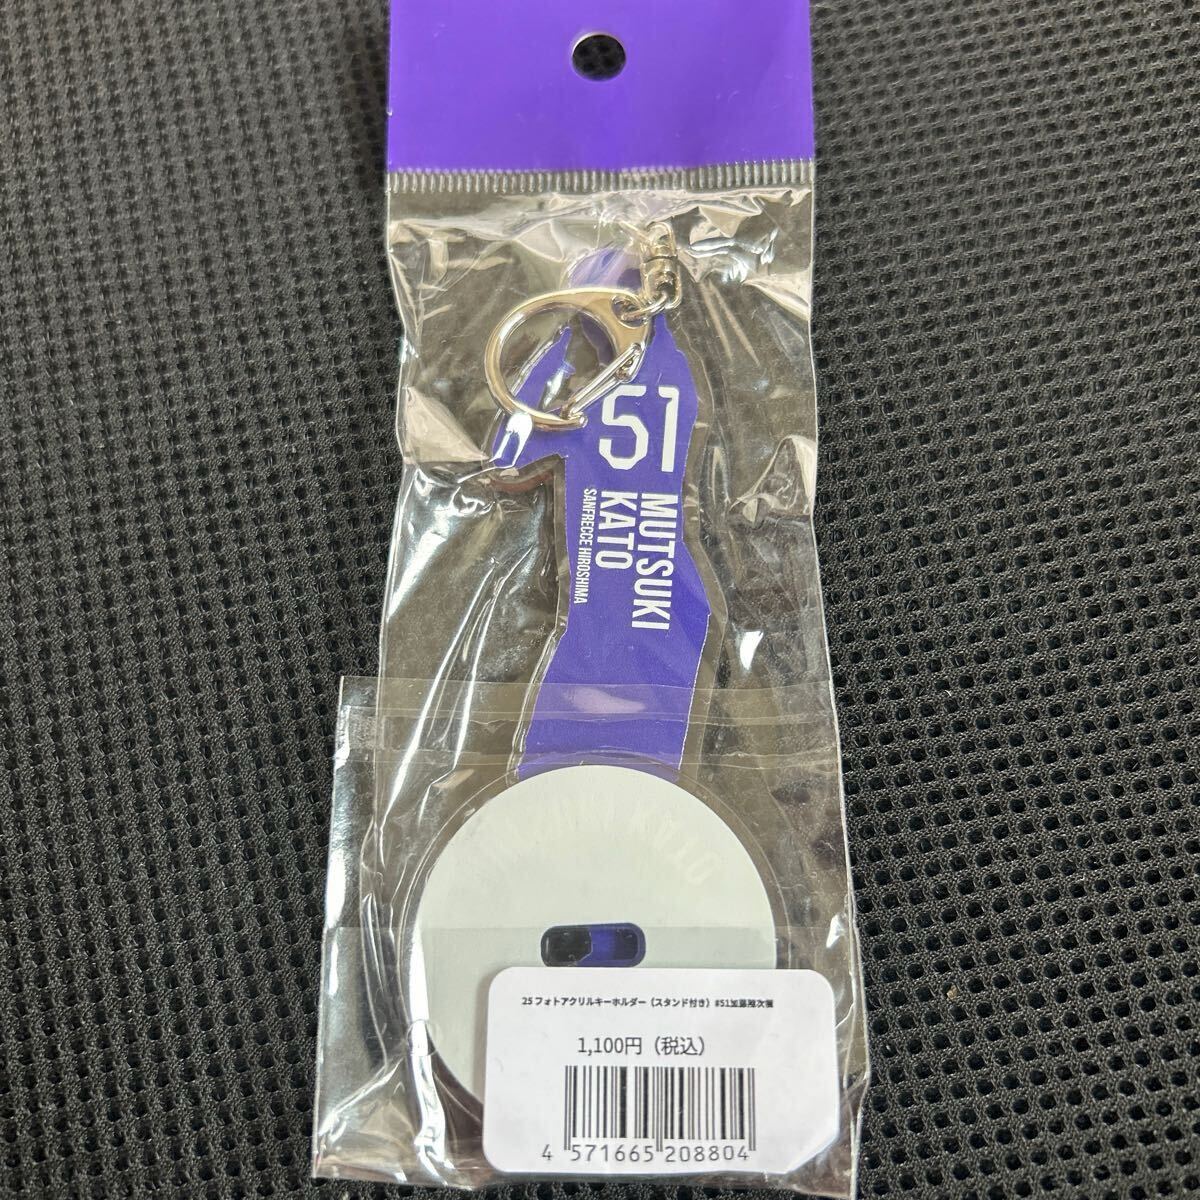 51
MUTSUKI
KATO
SANFRECCE HIROSHIMA
KATO
25 フォトアクリルキーホルダー（スタンド付き）#51加藤陸次樹
1,100円（税込）
4 571665 208804